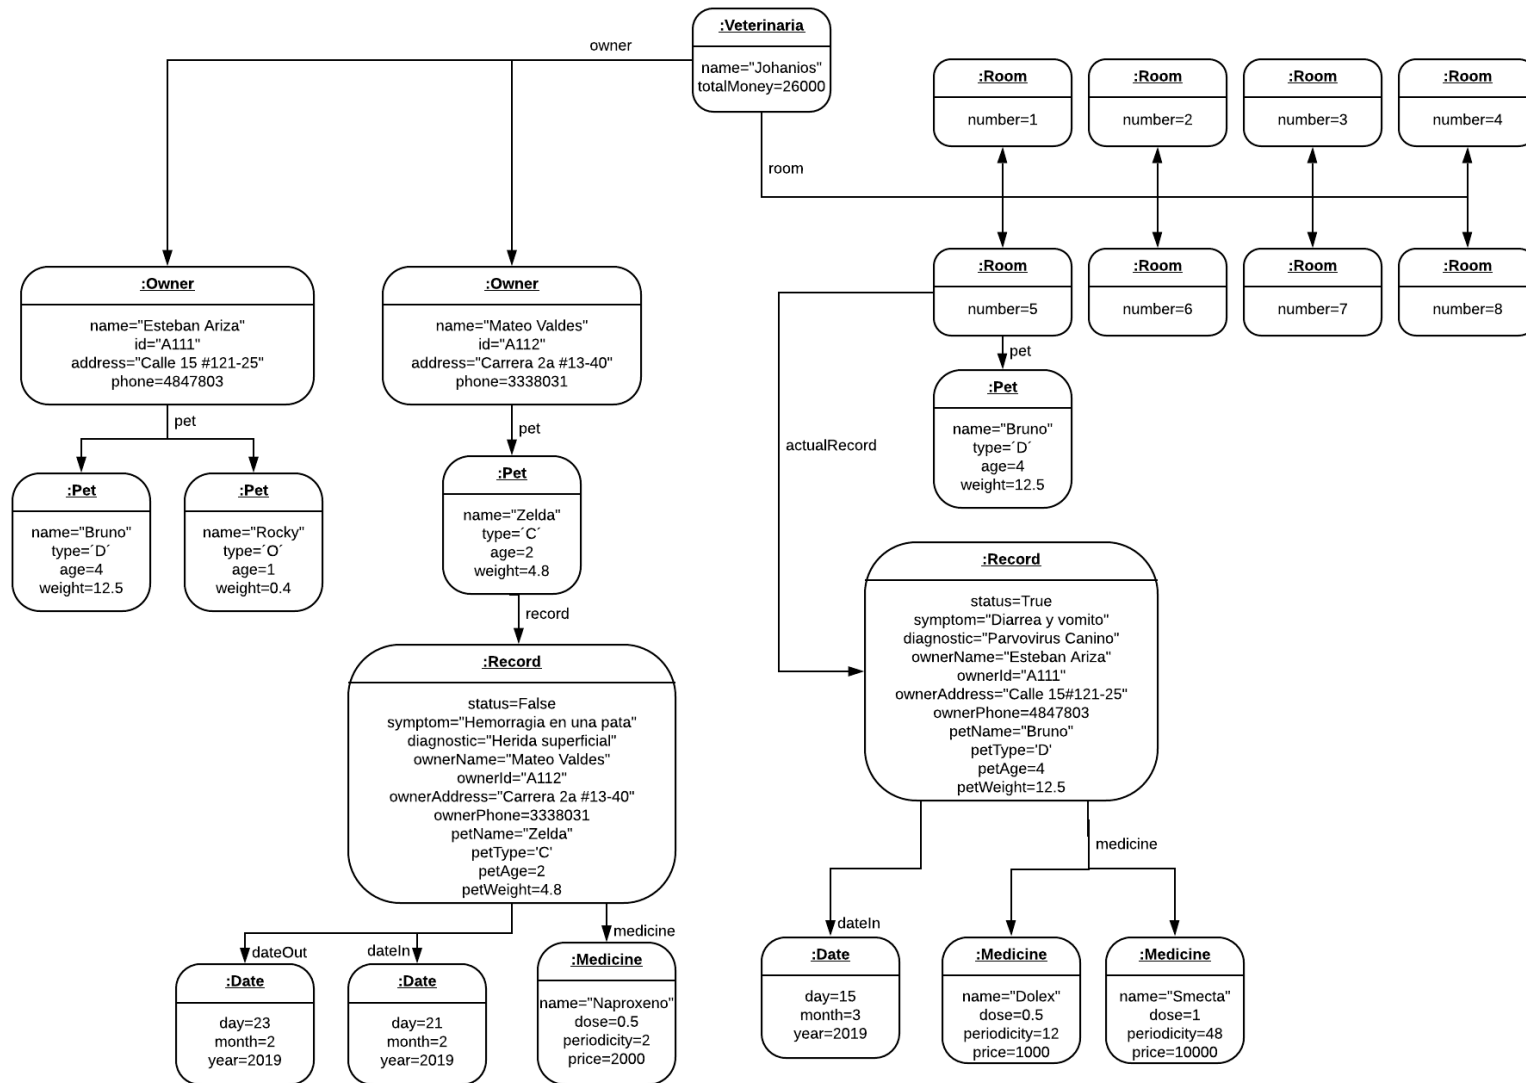 :Veterinaria
name="Johanios"
totalMoney=26000
owner
room
:Room
number=1
:Room
number=2
:Room
number=3
:Room
number=4
:Room
number=5
:Room
number=6
:Room
number=7
:Room
number=8
:Owner
name="Esteban Ariza"
id="A111"
address="Calle 15 #121-25"
phone=4847803
:Owner
name="Mateo Valdes"
id="A112"
address="Carrera 2a #13-40"
phone=3338031
pet
:Pet
name="Bruno"
type=´D´
age=4
weight=12.5
:Pet
name="Rocky"
type=´O´
age=1
weight=0.4
pet
:Pet
name="Zelda"
type=´C´
age=2
weight=4.8
record
:Record
status=False
symptom="Hemorragia en una pata"
diagnostic="Herida superficial"
ownerName="Mateo Valdes"
ownerId="A112"
ownerAddress="Carrera 2a #13-40"
ownerPhone=3338031
petName="Zelda"
petType='C'
petAge=2
petWeight=4.8
dateOut
:Date
day=23
month=2
year=2019
dateIn
:Date
day=21
month=2
year=2019
medicine
:Medicine
name="Naproxeno"
dose=0.5
periodicity=2
price=2000
pet
:Pet
name="Bruno"
type=´D´
age=4
weight=12.5
actualRecord
:Record
status=True
symptom="Diarrea y vomito"
diagnostic="Parvovirus Canino"
ownerName="Esteban Ariza"
ownerId="A111"
ownerAddress="Calle 15#121-25"
ownerPhone=4847803
petName="Bruno"
petType='D'
petAge=4
petWeight=12.5
dateIn
:Date
day=15
month=3
year=2019
medicine
:Medicine
name="Dolex"
dose=0.5
periodicity=12
price=1000
:Medicine
name="Smecta"
dose=1
periodicity=48
price=10000